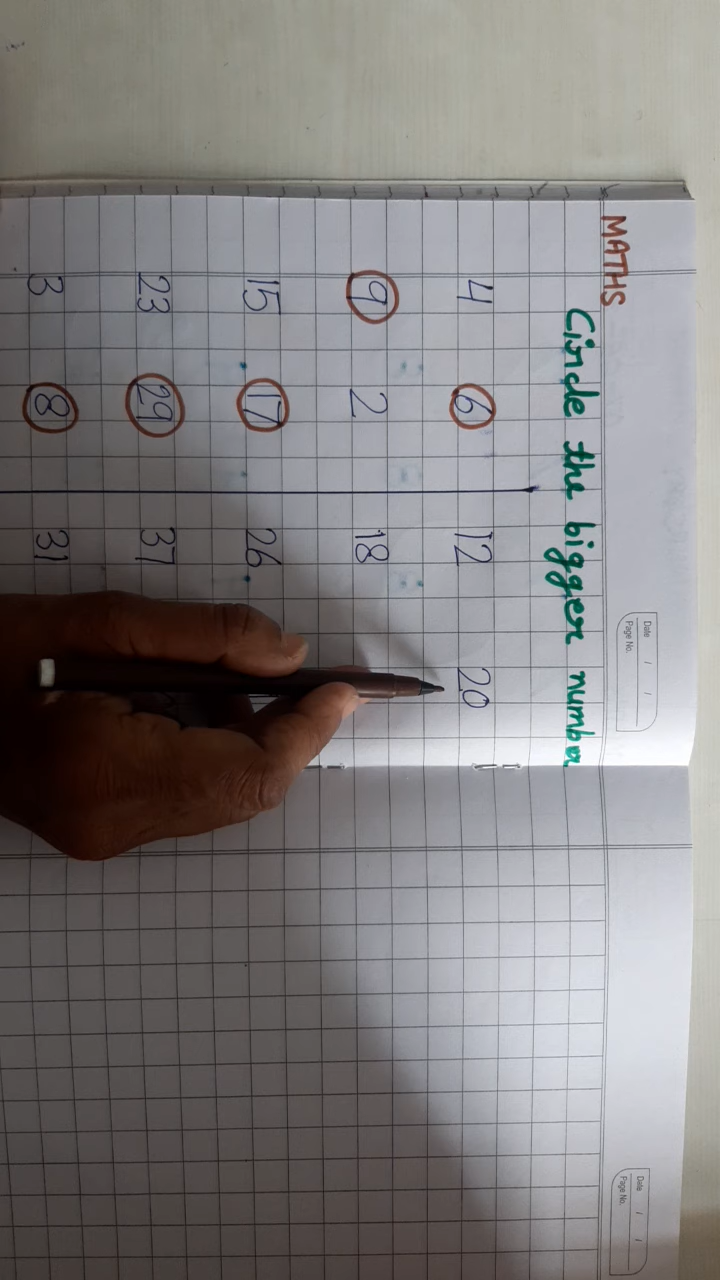 MATHS
Date / /
Page No.
Circle the bigger number
4 6 12 20
9 2 18
15 17 26
23 29 37
3 8 31
Date / /
Page No.